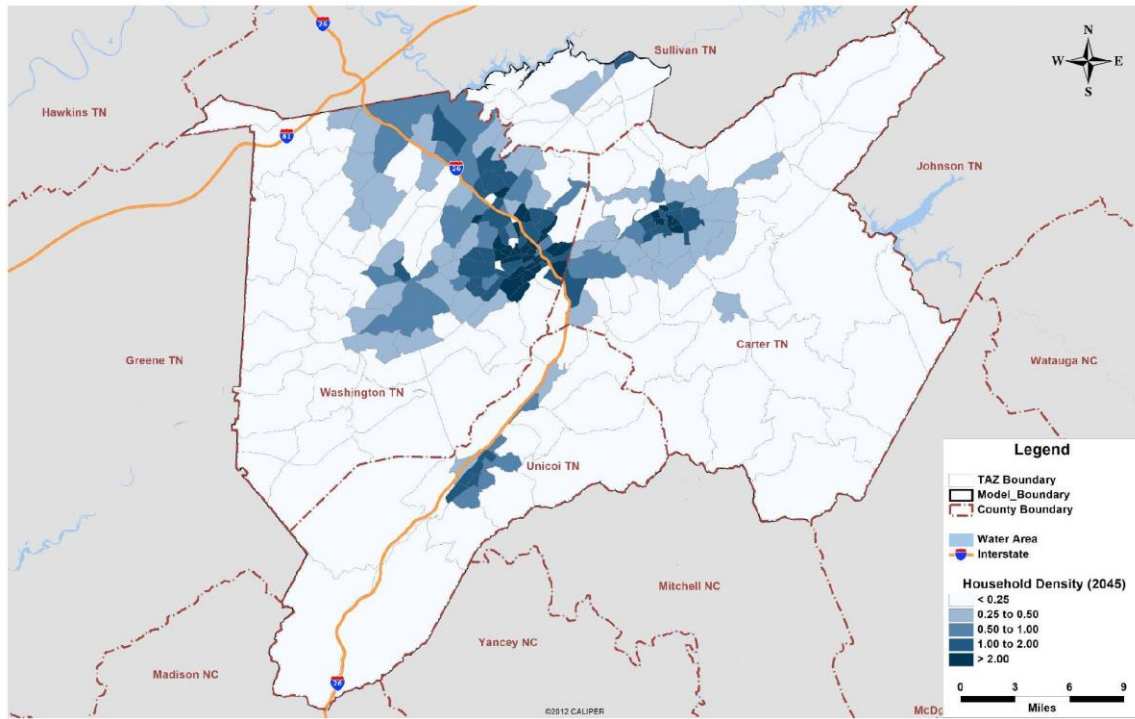 26
N
W E
S
Sullivan TN
Hawkins TN
81
26
Johnson TN
Greene TN
Carter TN
Watauga NC
Washington TN
Unicoi TN
Mitchell NC
Yancey NC
Madison NC
26
©2012 CALIPER
McD
Legend
TAZ Boundary
Model_Boundary
County Boundary
Water Area
Interstate
Household Density (2045)
< 0.25
0.25 to 0.50
0.50 to 1.00
1.00 to 2.00
> 2.00
0 3 6 9
Miles